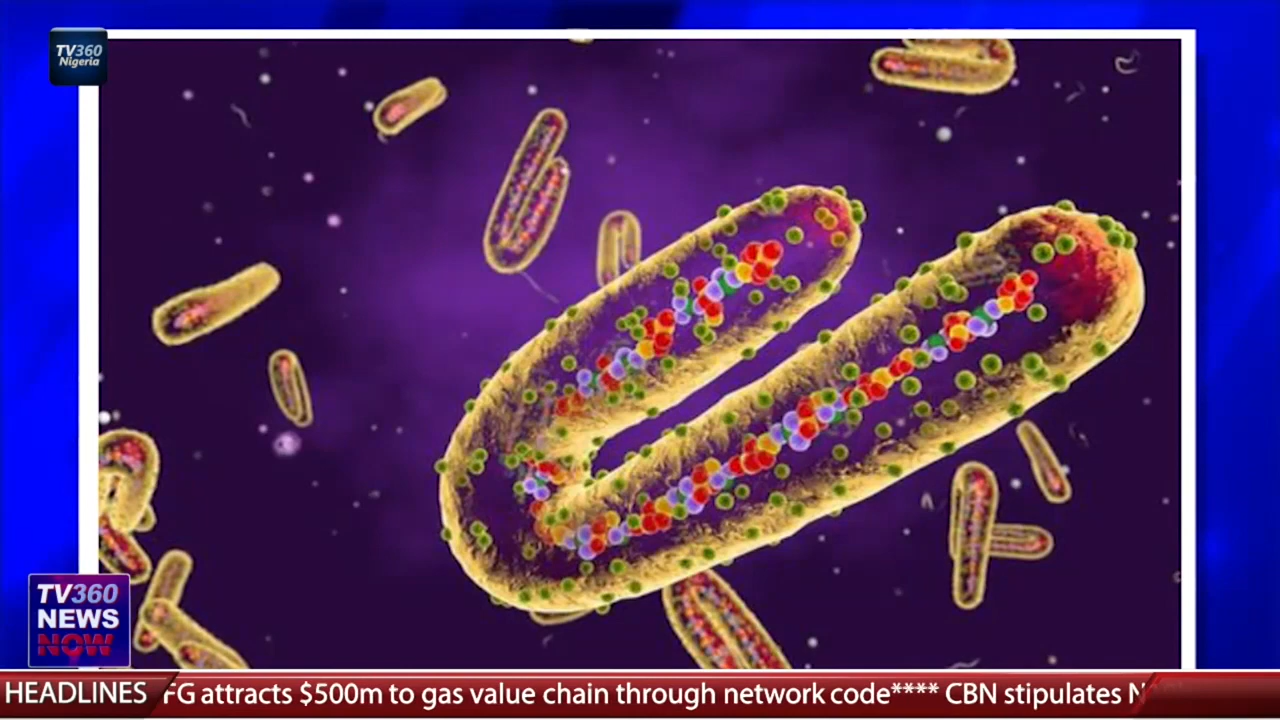 TV360
Nigeria
TV360
NEWS
NOW
HEADLINES
FG attracts $500m to gas value chain through network code**** CBN stipulates